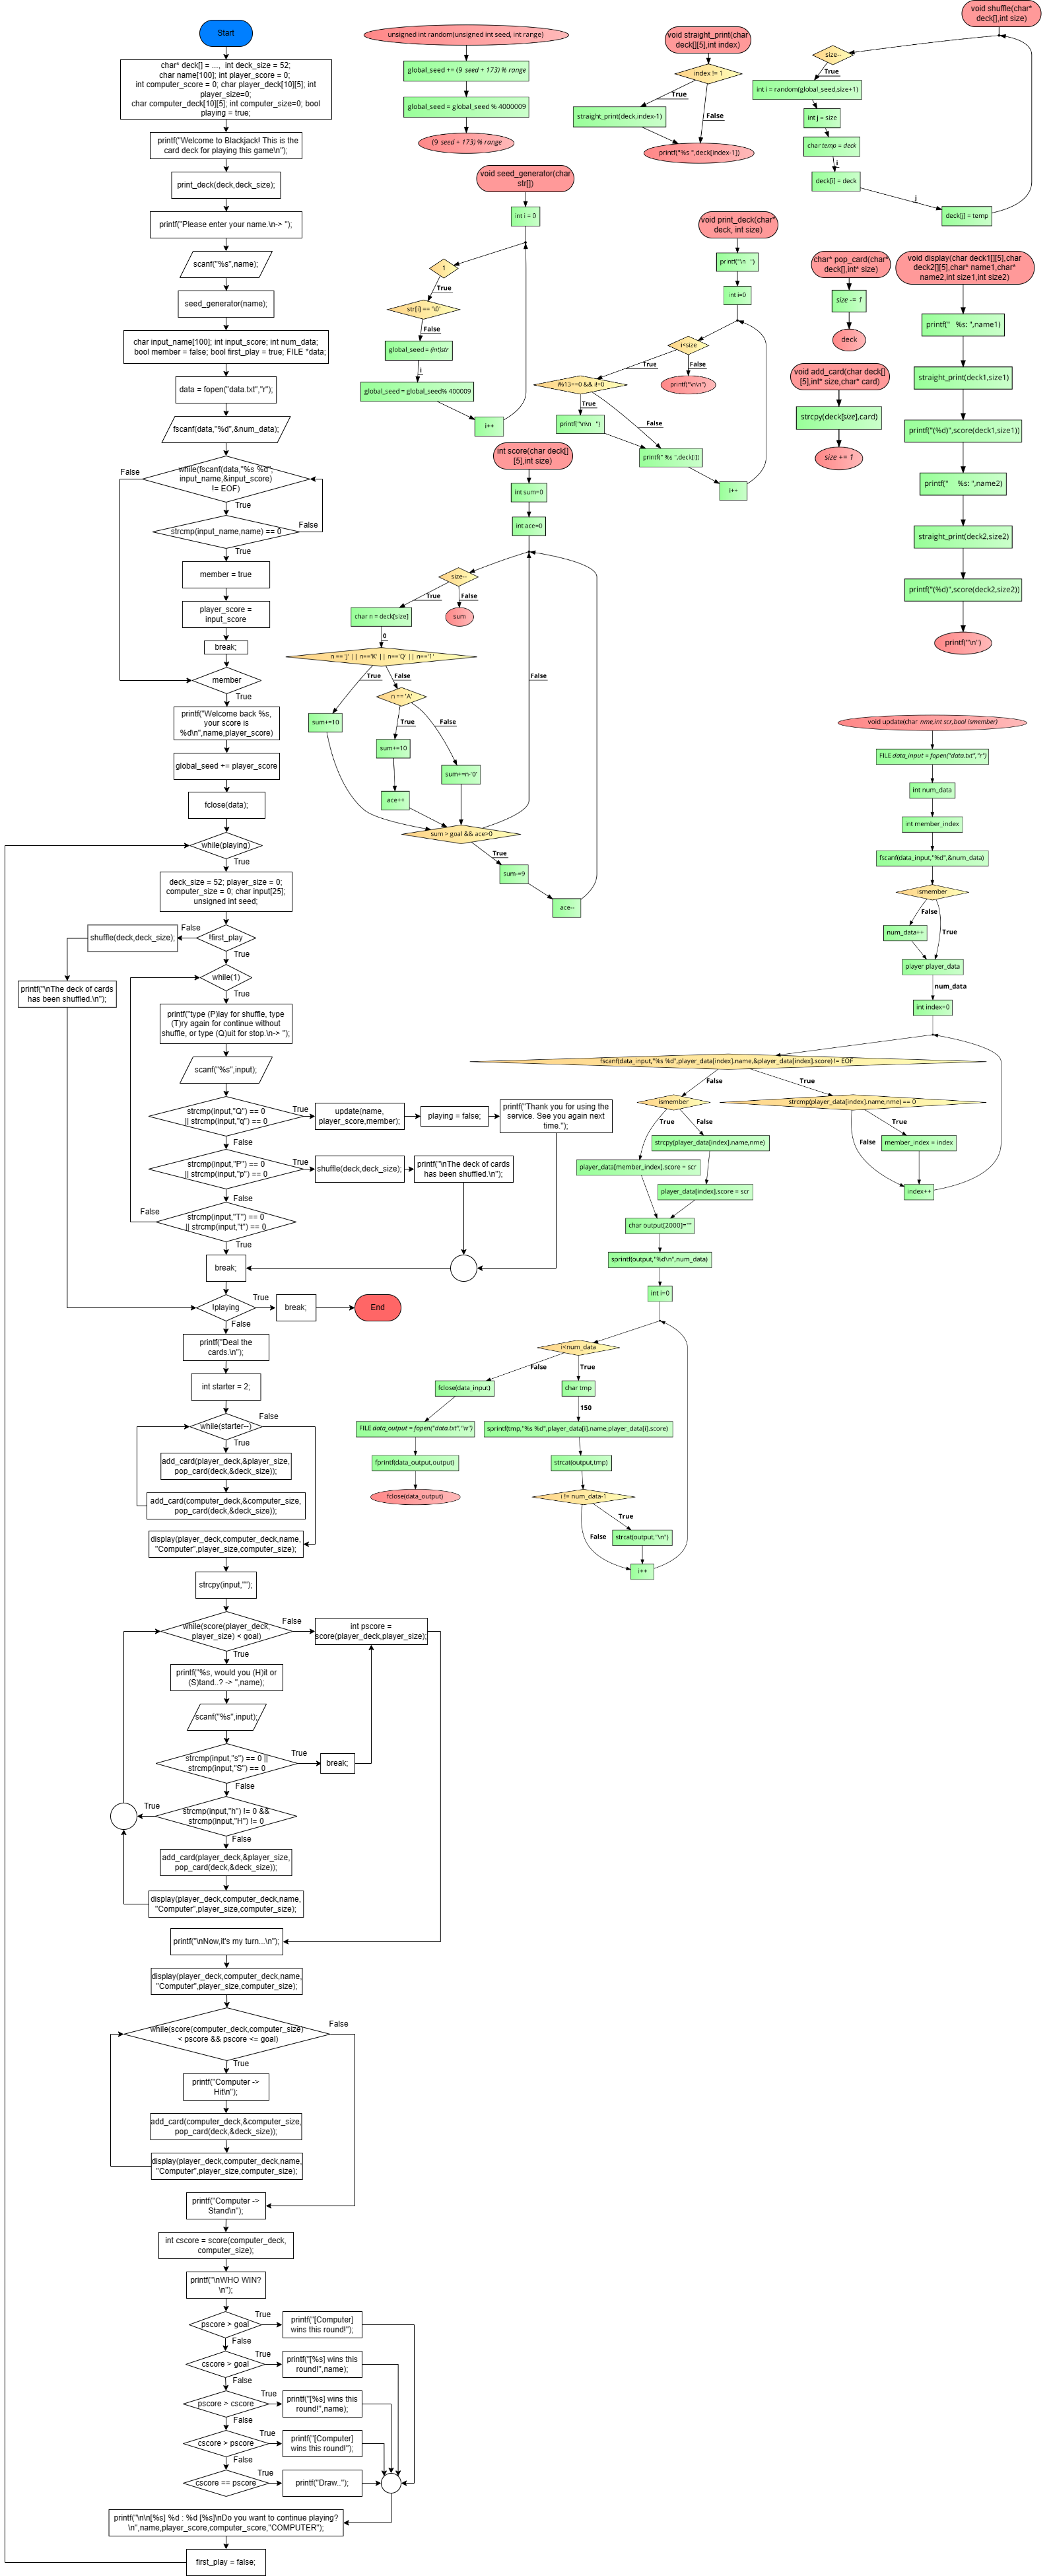 Start
char* deck[] = ...,  int deck_size = 52;
char name[100]; int player_score = 0;
int computer_score = 0; char player_deck[10][5]; int
player_size=0;
char computer_deck[10][5]; int computer_size=0; bool
playing = true;
printf("Welcome to Blackjack! This is the
card deck for playing this game\n");
print_deck(deck,deck_size);
printf("Please enter your name.\n-> ");
scanf("%s",name);
seed_generator(name);
char input_name[100]; int input_score; int num_data;
bool member = false; bool first_play = true; FILE *data;
data = fopen("data.txt","r");
fscanf(data,"%d",&num_data);
while(fscanf(data,"%s %d",
input_name,&input_score)
!= EOF)
False
True
strcmp(input_name,name) == 0
False
True
member = true
player_score =
input_score
break;
member
True
printf("Welcome back %s,
your score is
%d\n",name,player_score)
global_seed += player_score
fclose(data);
while(playing)
True
deck_size = 52; player_size = 0;
computer_size = 0; char input[25];
unsigned int seed;
!first_play
False
True
shuffle(deck,deck_size);
printf("\nThe deck of cards
has been shuffled.\n");
while(1)
True
printf("type (P)lay for shuffle, type
(T)ry again for continue without
shuffle, or type (Q)uit for stop.\n-> ");
scanf("%s",input);
strcmp(input,"Q") == 0
|| strcmp(input,"q") == 0
True
update(name,
player_score,member);
playing = false;
printf("Thank you for using the
service. See you again next
time.");
False
strcmp(input,"P") == 0
|| strcmp(input,"p") == 0
True
shuffle(deck,deck_size);
printf("\nThe deck of cards
has been shuffled.\n");
False
strcmp(input,"T") == 0
|| strcmp(input,"t") == 0
False
True
break;
!playing
True
break;
End
False
printf("Deal the
cards.\n");
int starter = 2;
while(starter--)
False
True
add_card(player_deck,&player_size,
pop_card(deck,&deck_size));
add_card(computer_deck,&computer_size,
pop_card(deck,&deck_size));
display(player_deck,computer_deck,name,
"Computer",player_size,computer_size);
strcpy(input,"");
while(score(player_deck,
player_size) < goal)
False
int pscore =
score(player_deck,player_size);
True
printf("%s, would you (H)it or
(S)tand..? -> ",name);
scanf("%s",input);
strcmp(input,"s") == 0 ||
strcmp(input,"S") == 0
True
break;
False
strcmp(input,"h") != 0 &&
strcmp(input,"H") != 0
True
False
add_card(player_deck,&player_size,
pop_card(deck,&deck_size));
display(player_deck,computer_deck,name,
"Computer",player_size,computer_size);
printf("\nNow,it's my turn...\n");
display(player_deck,computer_deck,name,
"Computer",player_size,computer_size);
while(score(computer_deck,computer_size)
< pscore && pscore <= goal)
False
True
printf("Computer ->
Hit\n");
add_card(computer_deck,&computer_size,
pop_card(deck,&deck_size));
display(player_deck,computer_deck,name,
"Computer",player_size,computer_size);
printf("Computer ->
Stand\n");
int cscore = score(computer_deck,
computer_size);
printf("\nWHO WIN?
\n");
pscore > goal
True
printf("[Computer]
wins this round!");
False
cscore > goal
True
printf("[%s] wins this
round!",name);
False
pscore > cscore
True
printf("[%s] wins this
round!",name);
False
cscore > pscore
True
printf("[Computer]
wins this round!");
False
cscore == pscore
True
printf("Draw..");
printf("\n\n[%s] %d : %d [%s]\nDo you want to continue playing?
\n",name,player_score,computer_score,"COMPUTER");
first_play = false;
unsigned int random(unsigned int seed, int range)
global_seed += (9 seed + 173) % range
global_seed = global_seed % 4000009
(9 seed + 173) % range
void straight_print(char
deck[][5],int index)
index != 1
True
False
straight_print(deck,index-1)
printf("%s ",deck[index-1])
void shuffle(char*
deck[],int size)
size--
True
int i = random(global_seed,size+1)
int j = size
char temp = deck
i
deck[i] = deck
j
deck[j] = temp
void seed_generator(char
str[])
int i = 0
1
True
str[i] == '\0'
False
global_seed = (int)str
i
global_seed = global_seed% 400009
i++
void print_deck(char*
deck, int size)
printf("\n   ")
int i=0
i<size
True
False
i%13==0 && i!=0
printf("\n\n")
True
False
printf("\n\n   ")
printf(" %s ",deck[i])
i++
char* pop_card(char*
deck[],int* size)
size -= 1
deck
void add_card(char deck[]
[5],int* size,char* card)
strcpy(deck[size],card)
size += 1
void display(char deck1[][5],char
deck2[][5],char* name1,char*
name2,int size1,int size2)
printf("   %s: ",name1)
straight_print(deck1,size1)
printf("(%d)",score(deck1,size1))
printf("     %s: ",name2)
straight_print(deck2,size2)
printf("(%d)",score(deck2,size2))
printf("\n")
int score(char deck[]
[5],int size)
int sum=0
int ace=0
size--
True
False
char n = deck[size]
sum
0
n == 'J' || n=='K' || n=='Q' || n=='1'
True
False
False
n == 'A'
sum+=10
True
False
sum+=10
sum+=n-'0'
ace++
sum > goal && ace>0
True
sum-=9
ace--
void update(char nme,int scr,bool ismember)
FILE data_input = fopen("data.txt","r")
int num_data
int member_index
fscanf(data_input,"%d",&num_data)
ismember
False
num_data++
True
player player_data
num_data
int index=0
fscanf(data_input,"%s %d",player_data[index].name,&player_data[index].score) != EOF
False
True
ismember
strcmp(player_data[index].name,nme) == 0
True
False
True
strcpy(player_data[index].name,nme)
False
member_index = index
player_data[member_index].score = scr
player_data[index].score = scr
index++
char output[2000]=""
sprintf(output,"%d\n",num_data)
int i=0
i<num_data
False
True
fclose(data_input)
char tmp
150
FILE data_output = fopen("data.txt","w")
sprintf(tmp,"%s %d",player_data[i].name,player_data[i].score)
fprintf(data_output,output)
strcat(output,tmp)
fclose(data_output)
i != num_data-1
True
False
strcat(output,"\n")
i++